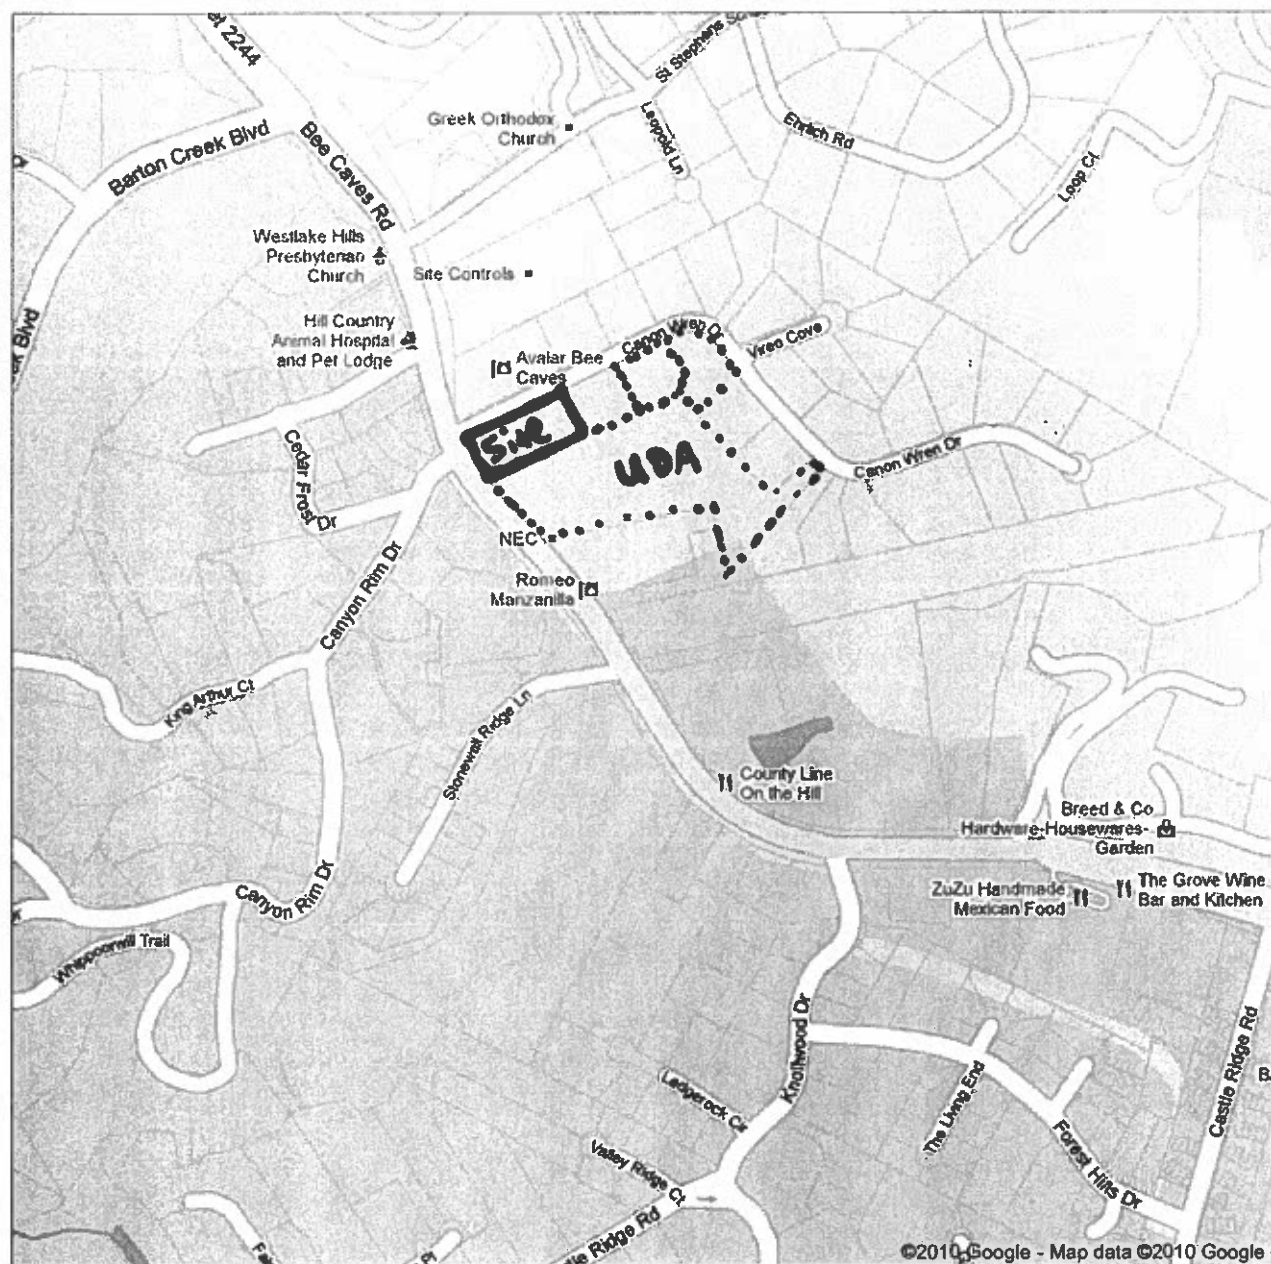 et 2244
St Stephens Sc
Greek Orthodox
Church
Leopold Ln
Ehrlich Rd
Barton Creek Blvd
Bee Caves Rd
Loop Ct
Westlake Hills
Presbyterian
Church
Site Controls
Hill Country
Animal Hospital
and Pet Lodge
Canon Wren Dr
Vireo Cove
Avalar Bee
Caves
Site
UDA
Cedar Frost Dr
Canon Wren Dr
NEC
Canyon Rim Dr
Romeo
Manzanilla
King Arthur Ct
Stonewall Ridge Ln
County Line
On the Hill
Breed & Co
Hardware-Housewares-
Garden
Canyon Rim Dr
ZuZu Handmade
Mexican Food
The Grove Wine
Bar and Kitchen
Whippoorwill Trail
Knollwood Dr
Castle Ridge Rd
Ledgerock Cir
The Living End
Forest Hills Dr
Valley Ridge Ct
tle Ridge Rd
©2010 Google - Map data ©2010 Google